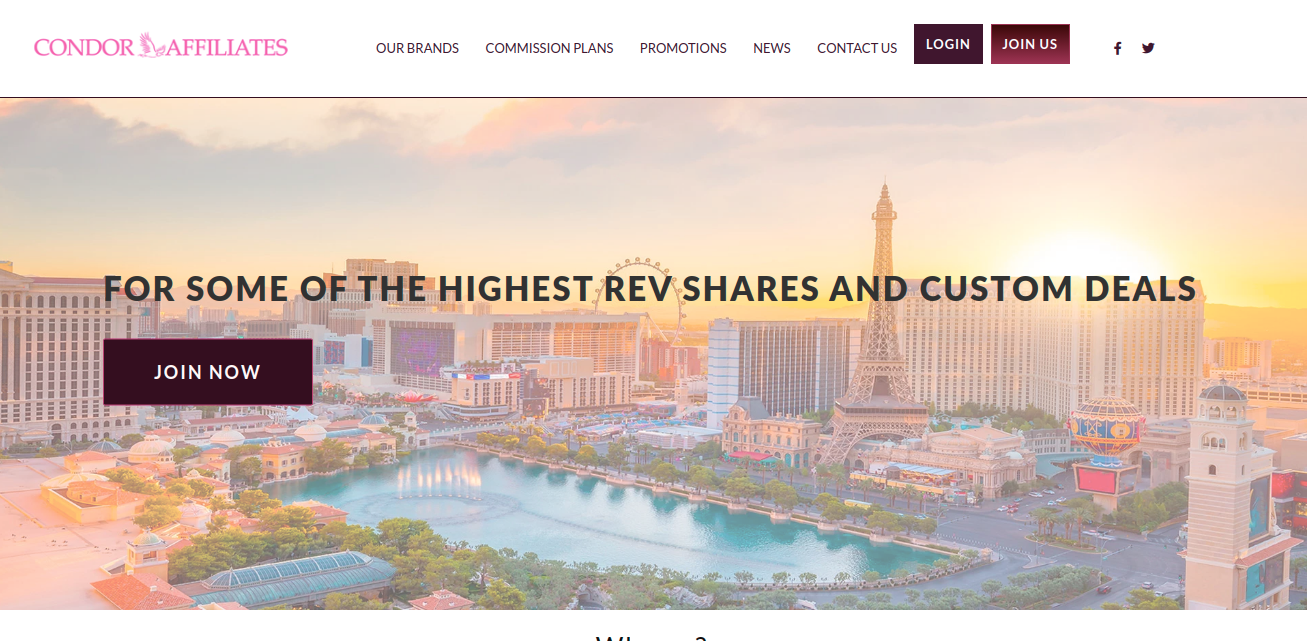 CONDOR AFFILIATES
OUR BRANDS COMMISSION PLANS PROMOTIONS NEWS CONTACT US LOGIN JOIN US
FOR SOME OF THE HIGHEST REV SHARES AND CUSTOM DEALS
JOIN NOW